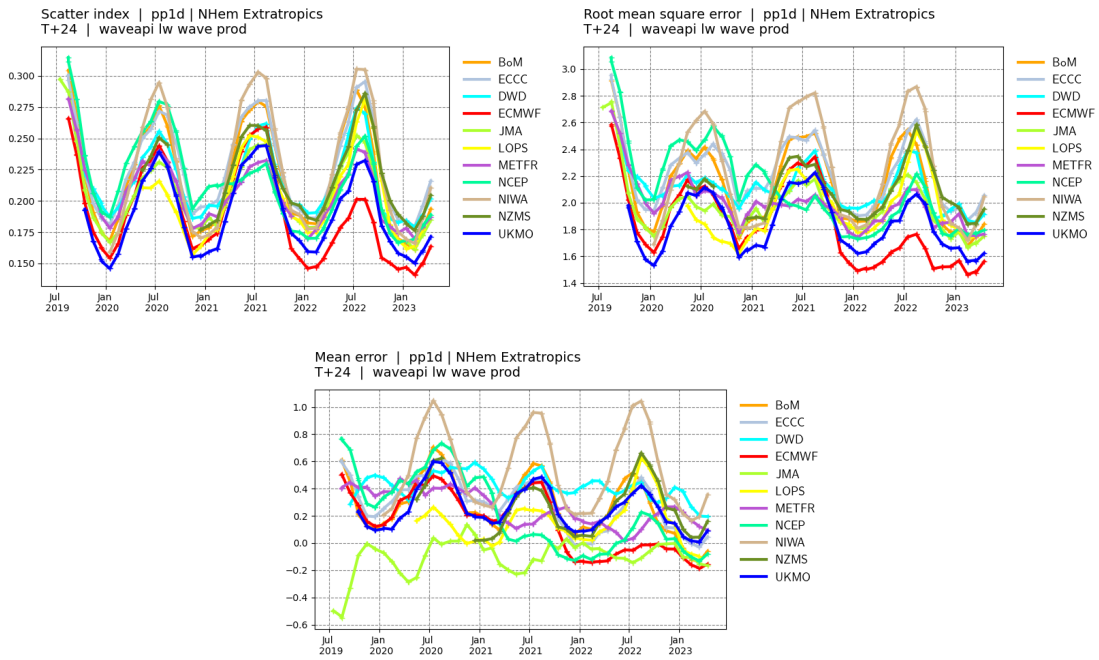 Scatter index | pp1d | NHem Extratropics
T+24 | waveapi lw wave prod
0.300
0.275
0.250
0.225
0.200
0.175
0.150
Jul
2019
Jan
2020
Jul
2020
Jan
2021
Jul
2021
Jan
2022
Jul
2022
Jan
2023
BoM
ECCC
DWD
ECMWF
JMA
LOPS
METFR
NCEP
NIWA
NZMS
UKMO
Root mean square error | pp1d | NHem Extratropics
T+24 | waveapi lw wave prod
3.0
2.8
2.6
2.4
2.2
2.0
1.8
1.6
1.4
Jul
2019
Jan
2020
Jul
2020
Jan
2021
Jul
2021
Jan
2022
Jul
2022
Jan
2023
BoM
ECCC
DWD
ECMWF
JMA
LOPS
METFR
NCEP
NIWA
NZMS
UKMO
Mean error | pp1d | NHem Extratropics
T+24 | waveapi lw wave prod
1.0
0.8
0.6
0.4
0.2
0.0
−0.2
−0.4
−0.6
Jul
2019
Jan
2020
Jul
2020
Jan
2021
Jul
2021
Jan
2022
Jul
2022
Jan
2023
BoM
ECCC
DWD
ECMWF
JMA
LOPS
METFR
NCEP
NIWA
NZMS
UKMO